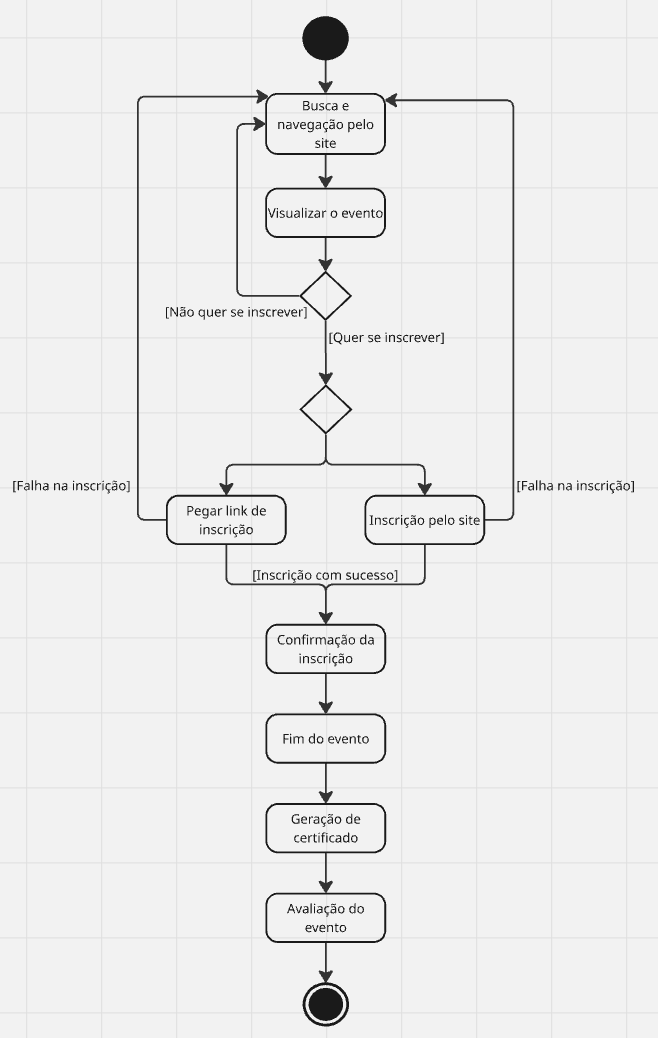 Busca e
navegação pelo
site
Visualizar o evento
[Não quer se inscrever]
[Quer se inscrever]
[Falha na inscrição]
[Falha na inscrição]
Pegar link de
inscrição
Inscrição pelo site
[Inscrição com sucesso]
Confirmação da
inscrição
Fim do evento
Geração de
certificado
Avaliação do
evento